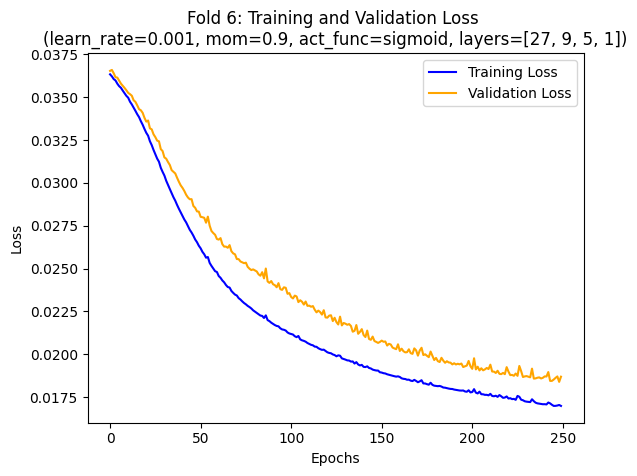 Fold 6: Training and Validation Loss
(learn_rate=0.001, mom=0.9, act_func=sigmoid, layers=[27, 9, 5, 1])
Training Loss
Validation Loss
0.0375
0.0350
0.0325
0.0300
0.0275
0.0250
0.0225
0.0200
0.0175
Loss
0 50 100 150 200 250
Epochs